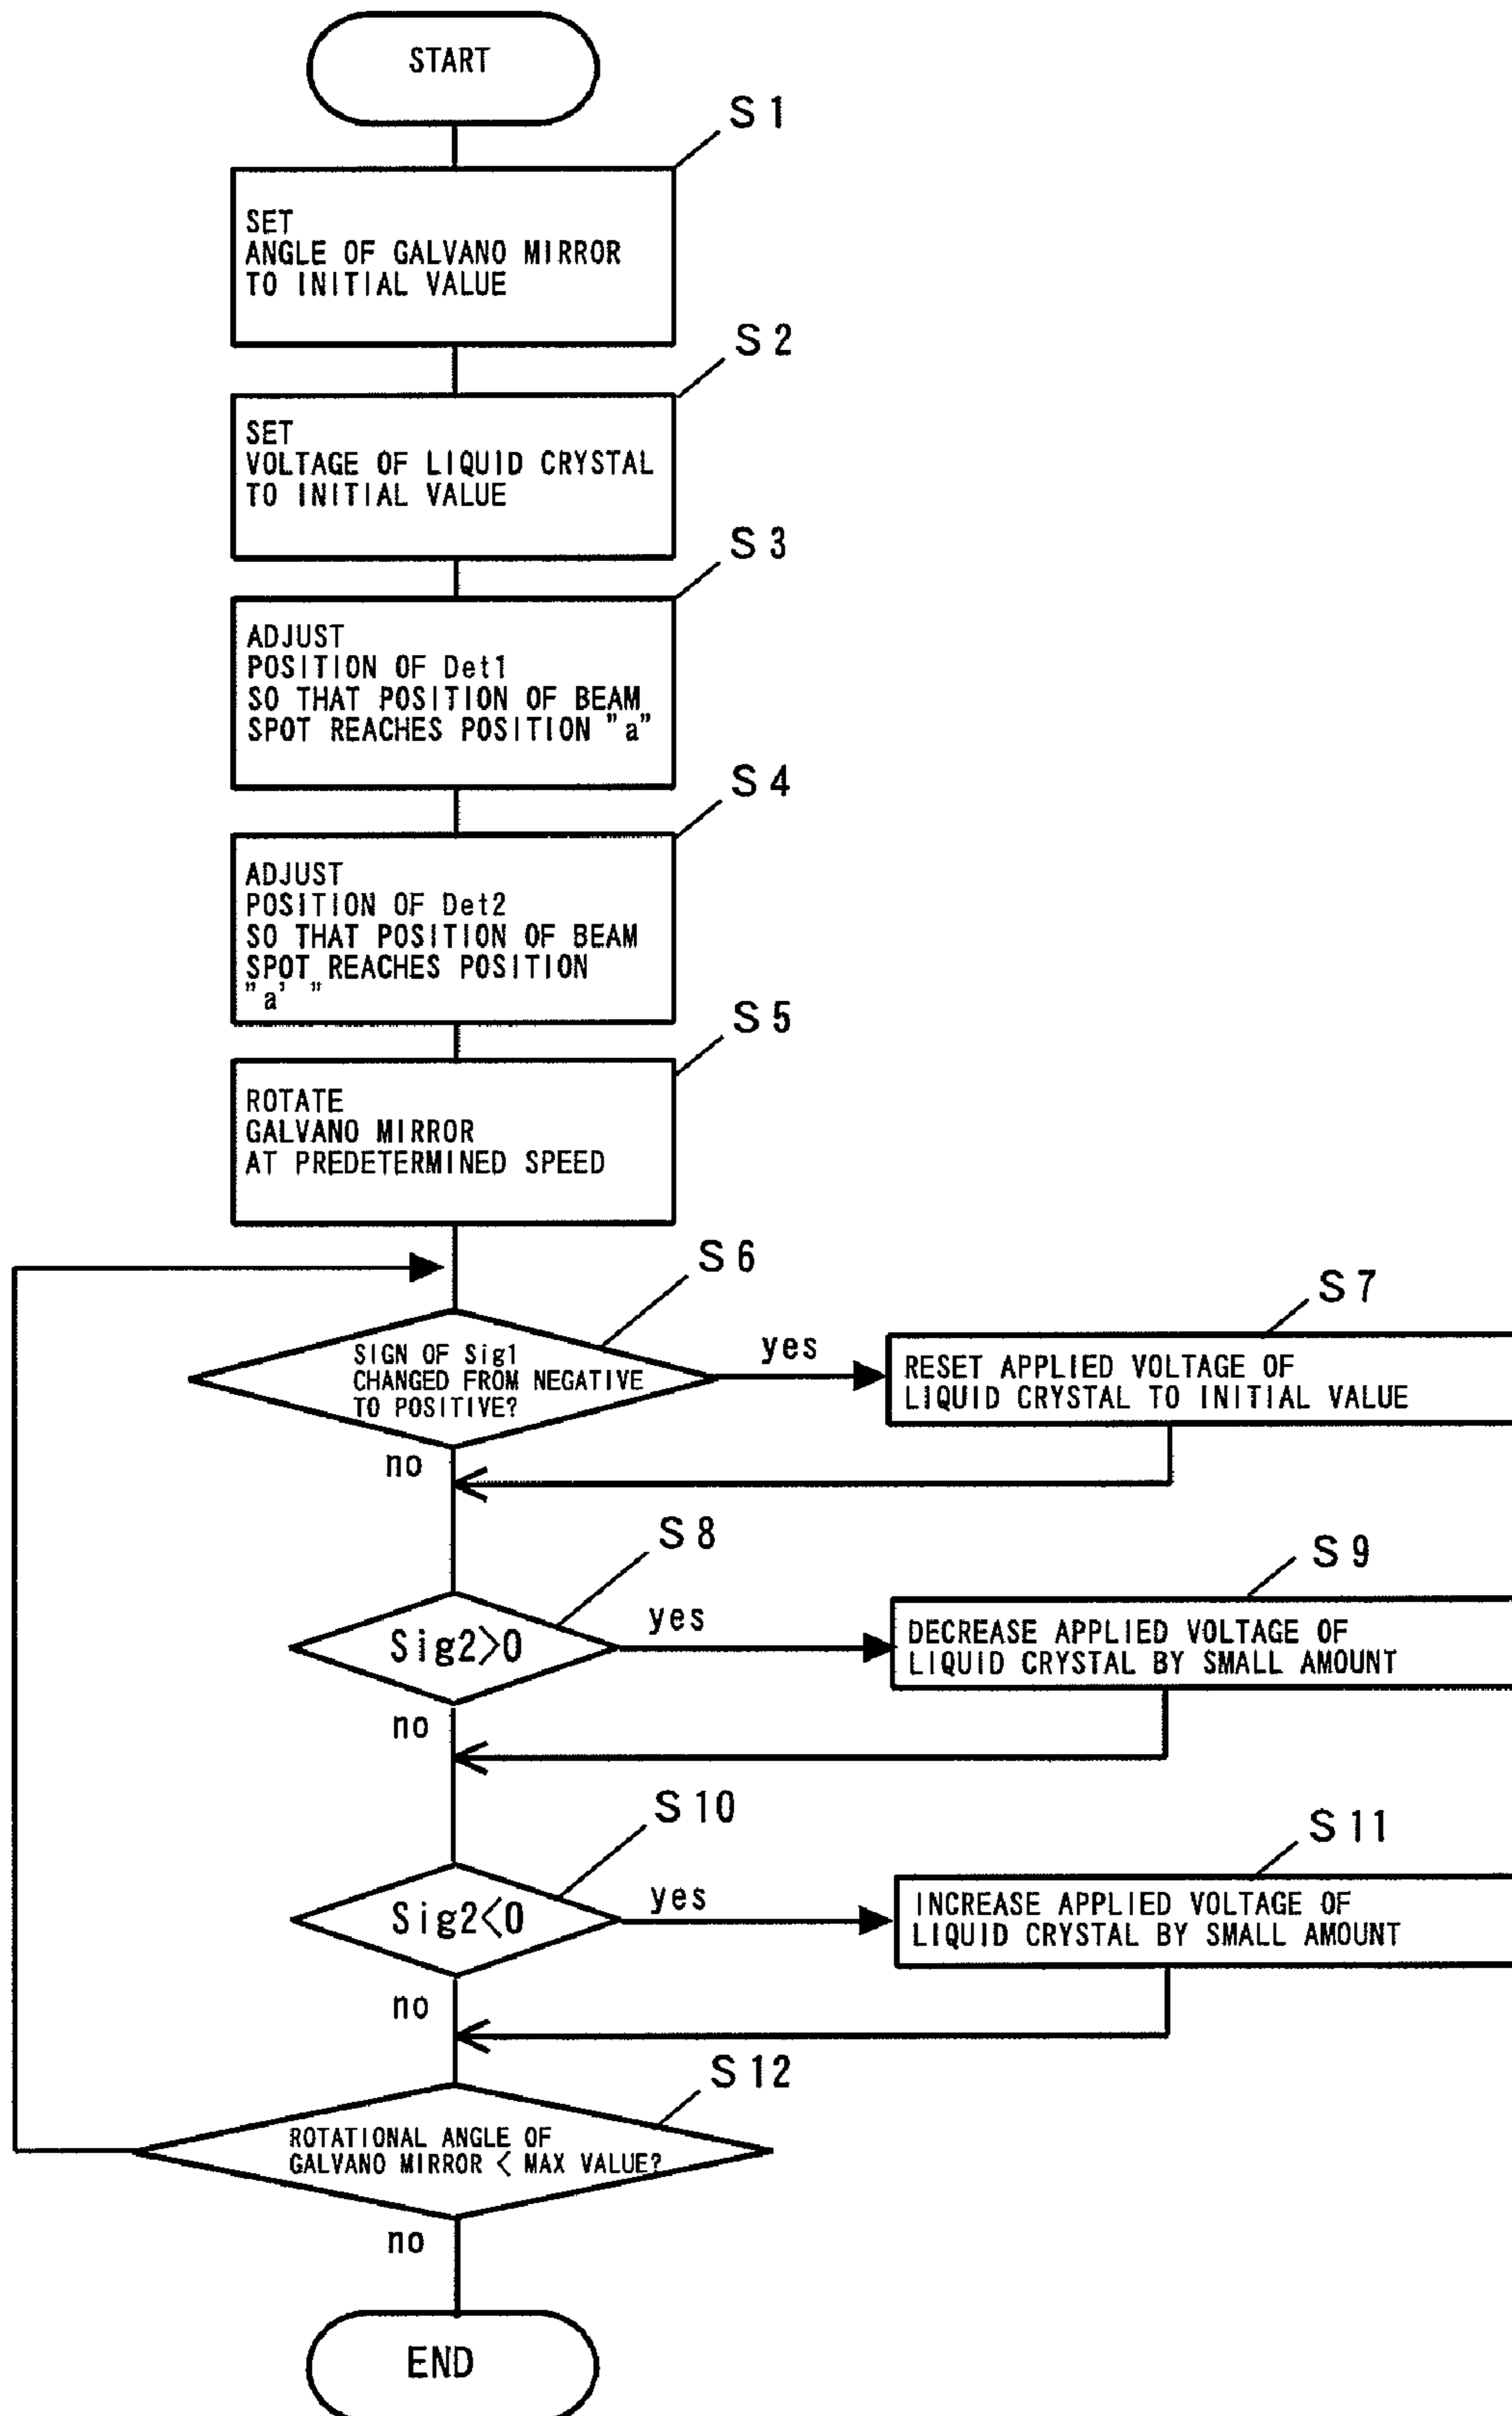 START
S1
SET
ANGLE OF GALVANO MIRROR
TO INITIAL VALUE
S2
SET
VOLTAGE OF LIQUID CRYSTAL
TO INITIAL VALUE
S3
ADJUST
POSITION OF Det1
SO THAT POSITION OF BEAM
SPOT REACHES POSITION "a"
S4
ADJUST
POSITION OF Det2
SO THAT POSITION OF BEAM
SPOT REACHES POSITION
"a' "
S5
ROTATE
GALVANO MIRROR
AT PREDETERMINED SPEED
S6
SIGN OF Sig1
CHANGED FROM NEGATIVE
TO POSITIVE?
yes
S7
RESET APPLIED VOLTAGE OF
LIQUID CRYSTAL TO INITIAL VALUE
no
S8
Sig2>0
yes
S9
DECREASE APPLIED VOLTAGE OF
LIQUID CRYSTAL BY SMALL AMOUNT
no
S10
Sig2<0
yes
S11
INCREASE APPLIED VOLTAGE OF
LIQUID CRYSTAL BY SMALL AMOUNT
no
S12
ROTATIONAL ANGLE OF
GALVANO MIRROR < MAX VALUE?
no
END